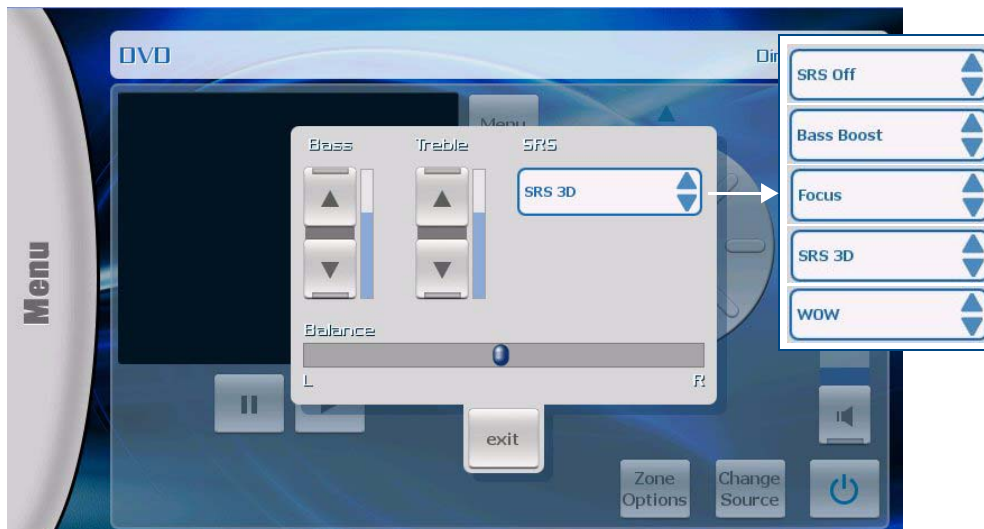 DVD
Menu
Bass
Treble
SRS
SRS 3D
SRS Off
Bass Boost
Focus
SRS 3D
WOW
Menu
Balance
L
R
exit
Zone
Options
Change
Source